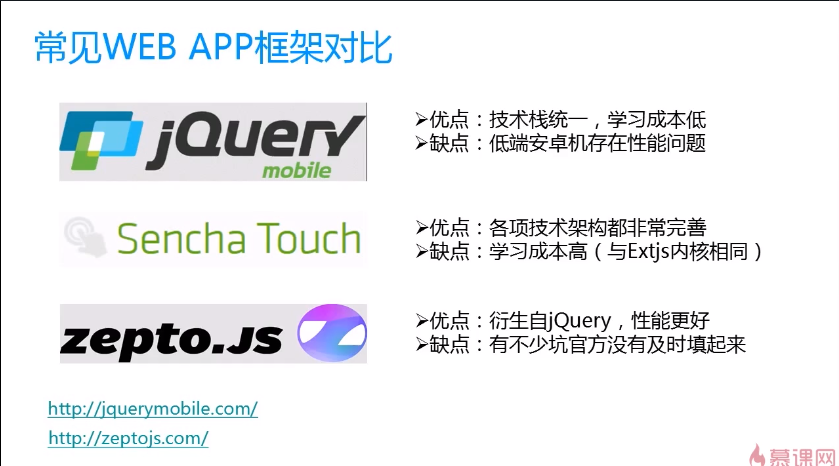 常见WEB APP框架对比
jQuery
mobile
➢优点：技术栈统一，学习成本低
➢缺点：低端安卓机存在性能问题
Sencha Touch
➢优点：各项技术架构都非常完善
➢缺点：学习成本高（与Extjs内核相同）
zepto.JS
➢优点：衍生自jQuery，性能更好
➢缺点：有不少坑官方没有及时填起来
http://jquerymobile.com/
http://zeptojs.com/
慕课网